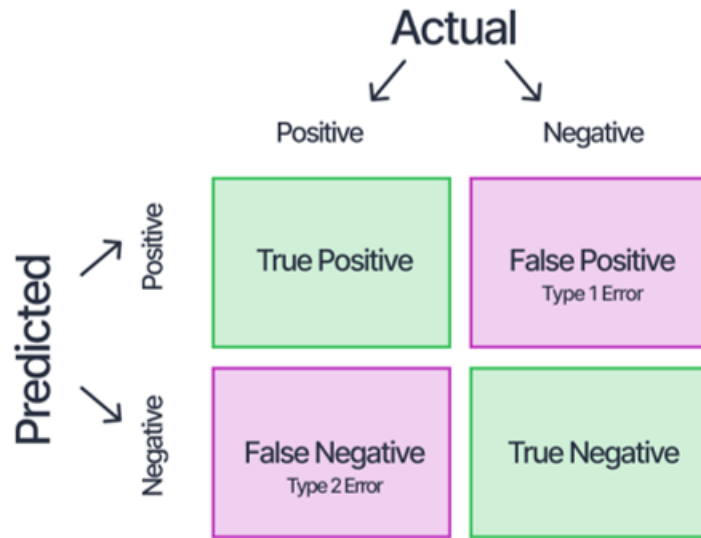 Actual
Positive
Negative
Predicted
Positive
True Positive
False Positive
Type 1 Error
Negative
False Negative
Type 2 Error
True Negative